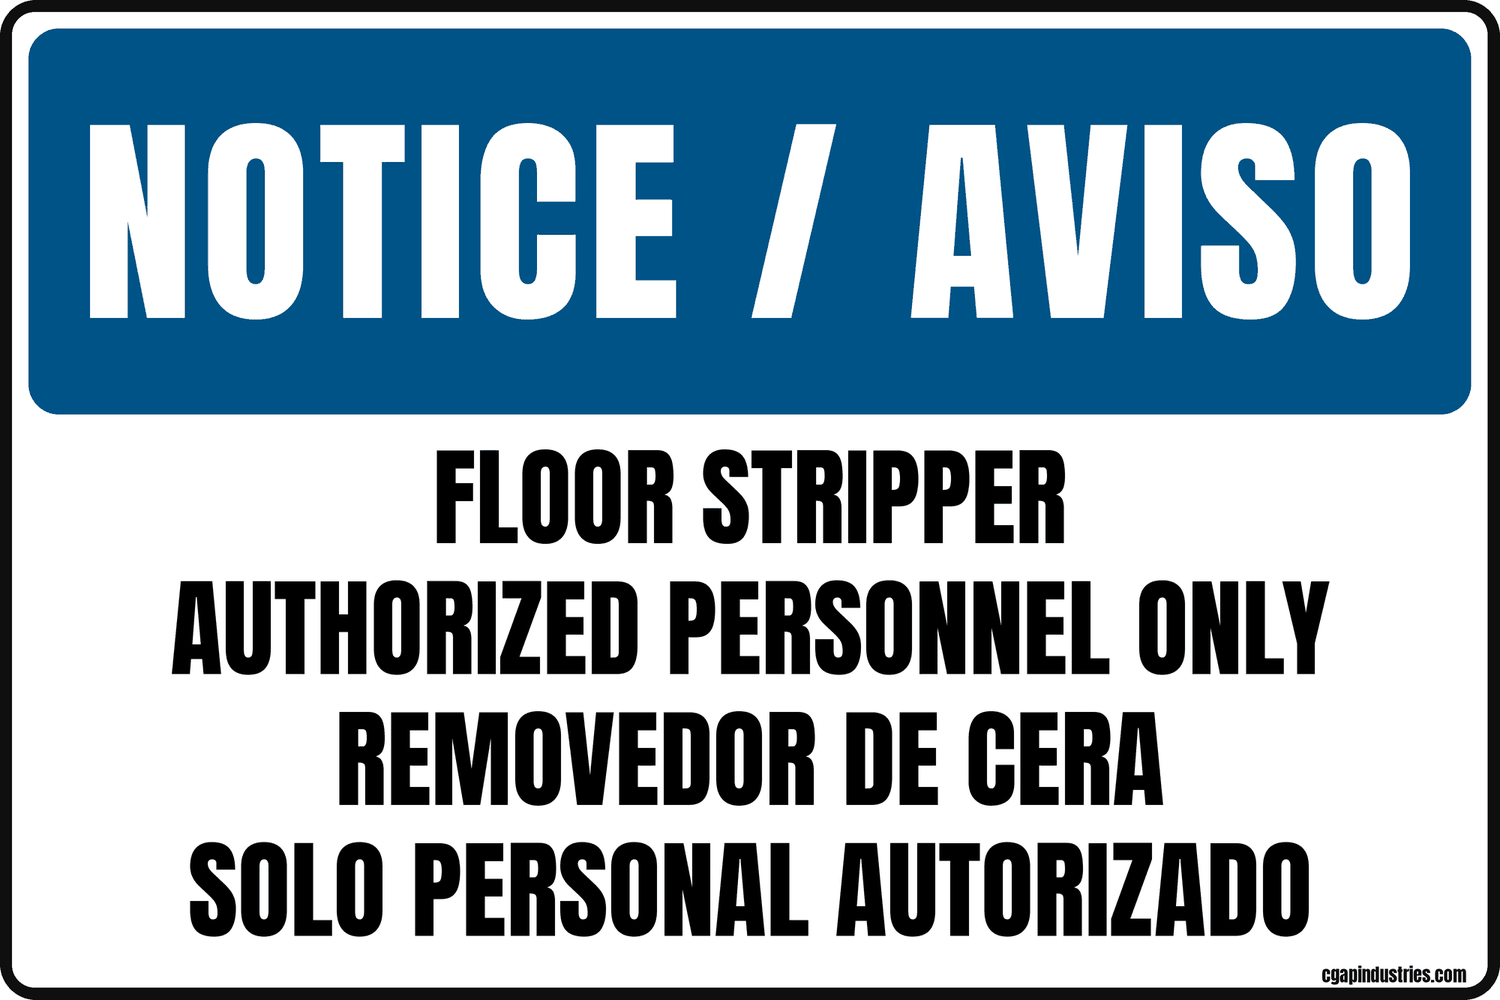 NOTICE / AVISO
FLOOR STRIPPER
AUTHORIZED PERSONNEL ONLY
REMOVEDOR DE CERA
SOLO PERSONAL AUTORIZADO
cgapindustries.com